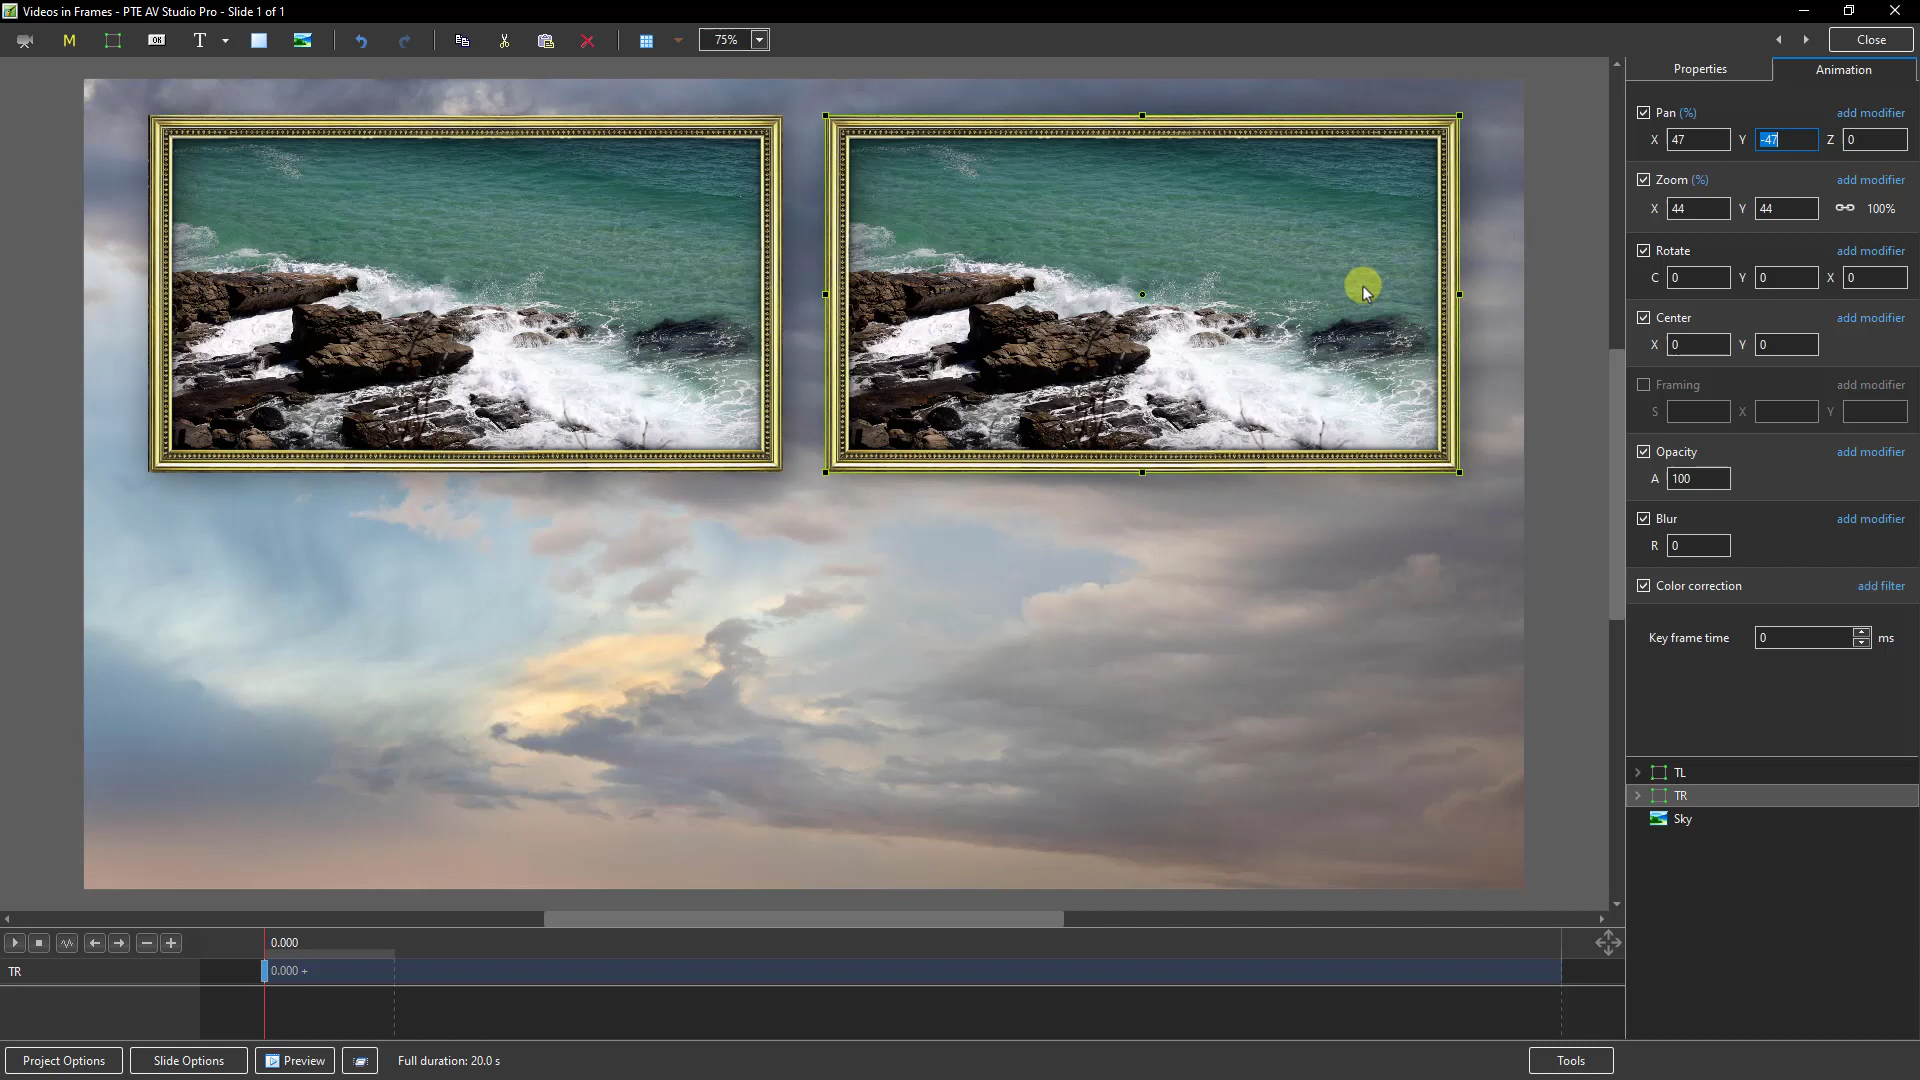 Videos in Frames - PTE AV Studio Pro - Slide 1 of 1
M OK T 75% Close
Properties Animation
Pan (%) add modifier
X 47 Y -47 Z 0
Zoom (%) add modifier
X 44 Y 44 100%
Rotate add modifier
C 0 Y 0 X 0
Center add modifier
X 0 Y 0
Framing add modifier
S X Y
Opacity add modifier
A 100
Blur add modifier
R 0
Color correction add filter
Key frame time 0 ms
TL
TR
Sky
0.000
TR 0.000 +
Project Options Slide Options Preview Full duration: 20.0 s Tools